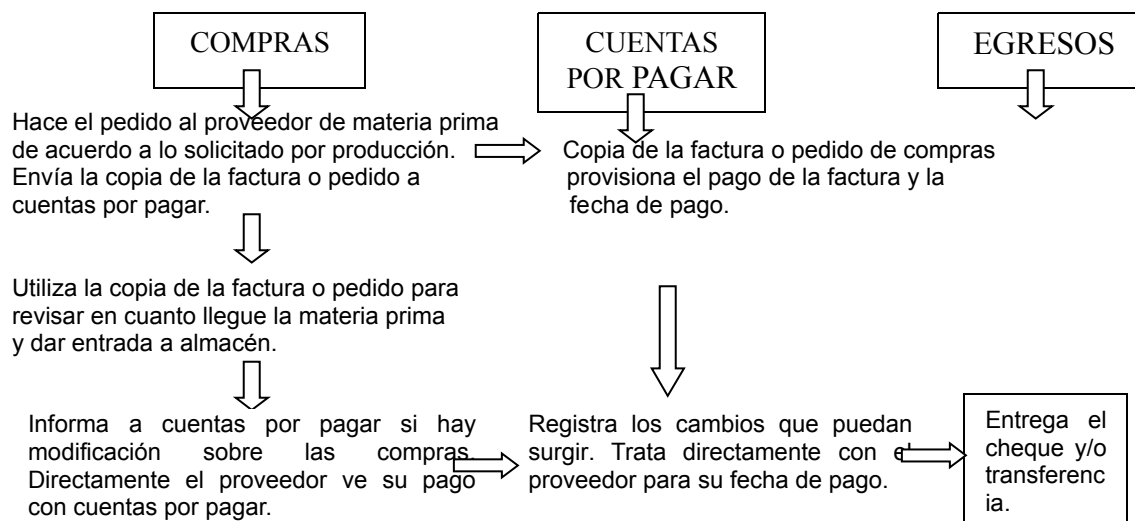 COMPRAS
CUENTAS
POR PAGAR
EGRESOS
Hace el pedido al proveedor de materia prima
de acuerdo a lo solicitado por producción.
Envía la copia de la factura o pedido a
cuentas por pagar.
Copia de la factura o pedido de compras
provisiona el pago de la factura y la
fecha de pago.
Utiliza la copia de la factura o pedido para
revisar en cuanto llegue la materia prima
y dar entrada a almacén.
Informa a cuentas por pagar si hay
modificación sobre las compras.
Directamente el proveedor ve su pago
con cuentas por pagar.
Registra los cambios que puedan
surgir. Trata directamente con el
proveedor para su fecha de pago.
Entrega el
cheque y/o
transferenc
ia.